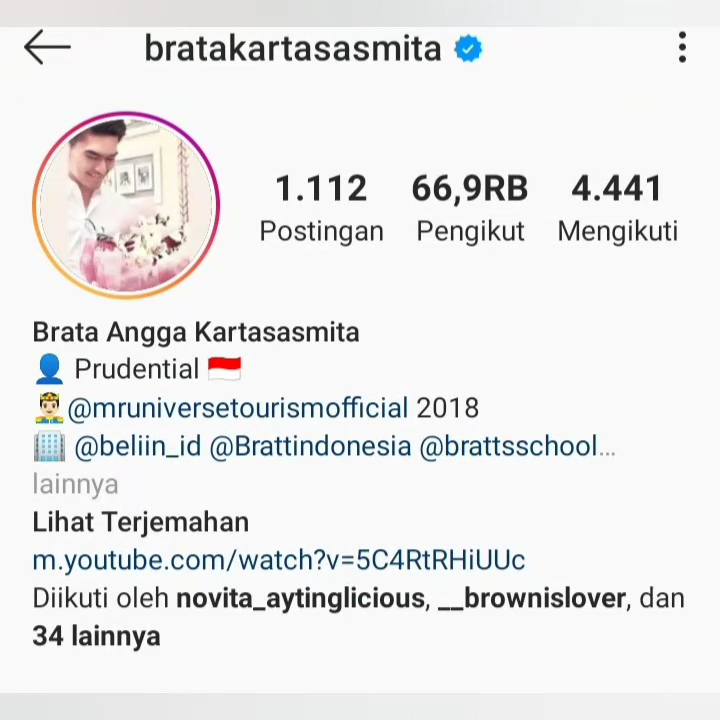 bratakartasasmita
1.112 66,9RB 4.441
Postingan Pengikut Mengikuti
Brata Angga Kartasasmita
👤 Prudential 🇮🇩
🤴🏻@mruniversetourismofficial 2018
🏢 @beliin_id @Brattindonesia @brattsschool...
lainnya
Lihat Terjemahan
m.youtube.com/watch?v=5C4RtRHiUUc
Diikuti oleh novita_aytinglicious, __brownislover, dan
34 lainnya